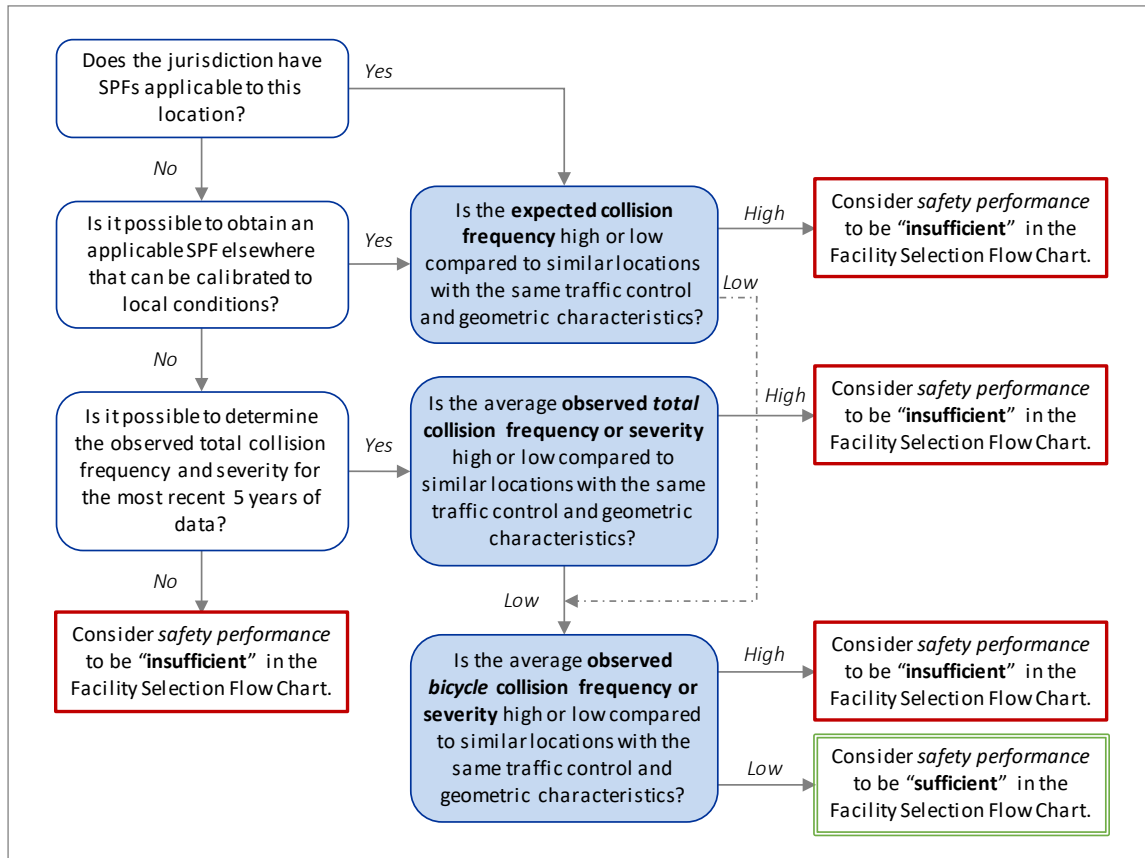 Does the jurisdiction have
SPFs applicable to this
location?
Yes
No
Is it possible to obtain an
applicable SPF elsewhere
that can be calibrated to
local conditions?
Yes
Is the expected collision
frequency high or low
compared to similar locations
with the same traffic control
and geometric characteristics?
High
Low
Consider safety performance
to be “insufficient” in the
Facility Selection Flow Chart.
No
Is it possible to determine
the observed total collision
frequency and severity for
the most recent 5 years of
data?
Yes
Is the average observed total
collision frequency or severity
high or low compared to
similar locations with the same
traffic control and geometric
characteristics?
High
Consider safety performance
to be “insufficient” in the
Facility Selection Flow Chart.
No
Low
Consider safety performance
to be “insufficient” in the
Facility Selection Flow Chart.
Is the average observed
bicycle collision frequency or
severity high or low compared
to similar locations with the
same traffic control and
geometric characteristics?
High
Consider safety performance
to be “insufficient” in the
Facility Selection Flow Chart.
Low
Consider safety performance
to be “sufficient” in the
Facility Selection Flow Chart.